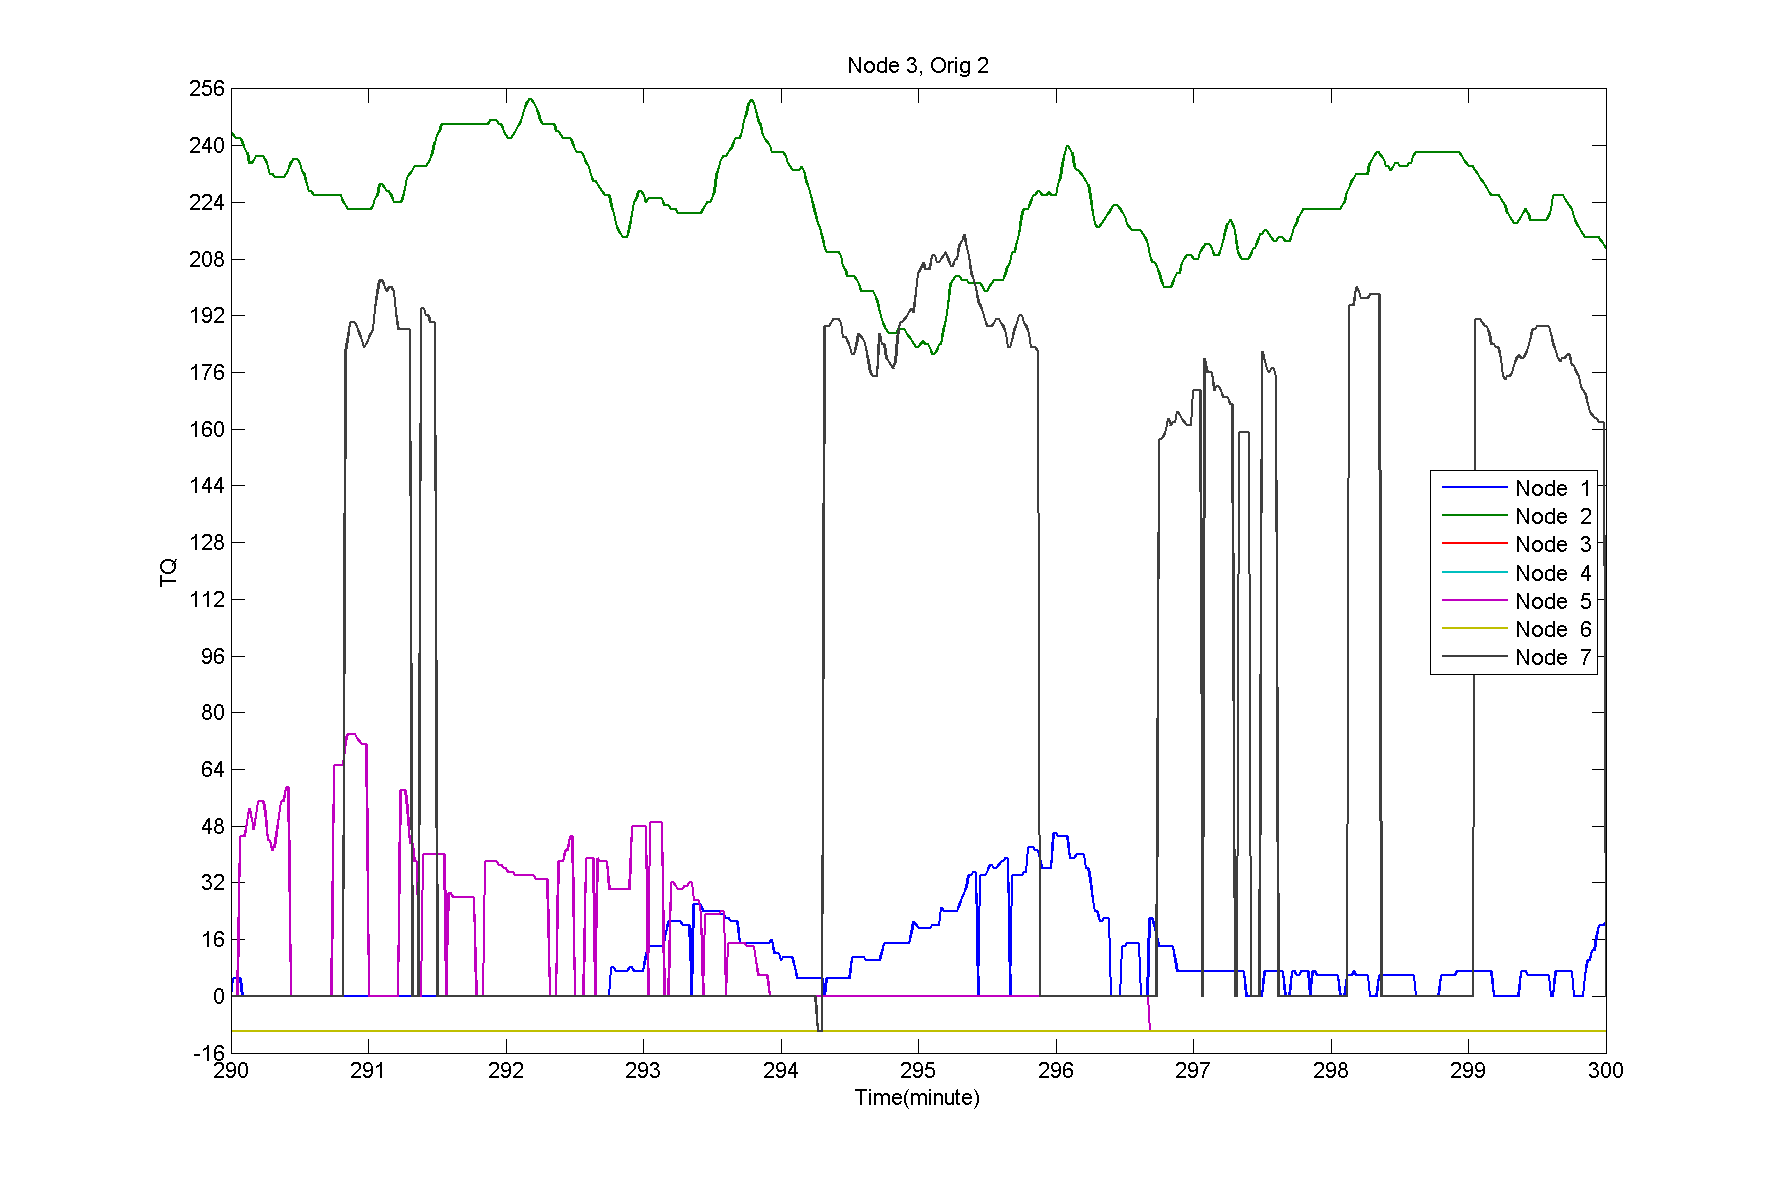 Node 3, Orig 2
256
240
224
208
192
176
160
144
128
112
96
80
64
48
32
16
0
-16
TQ
Node 1
Node 2
Node 3
Node 4
Node 5
Node 6
Node 7
290 291 292 293 294 295 296 297 298 299 300
Time(minute)